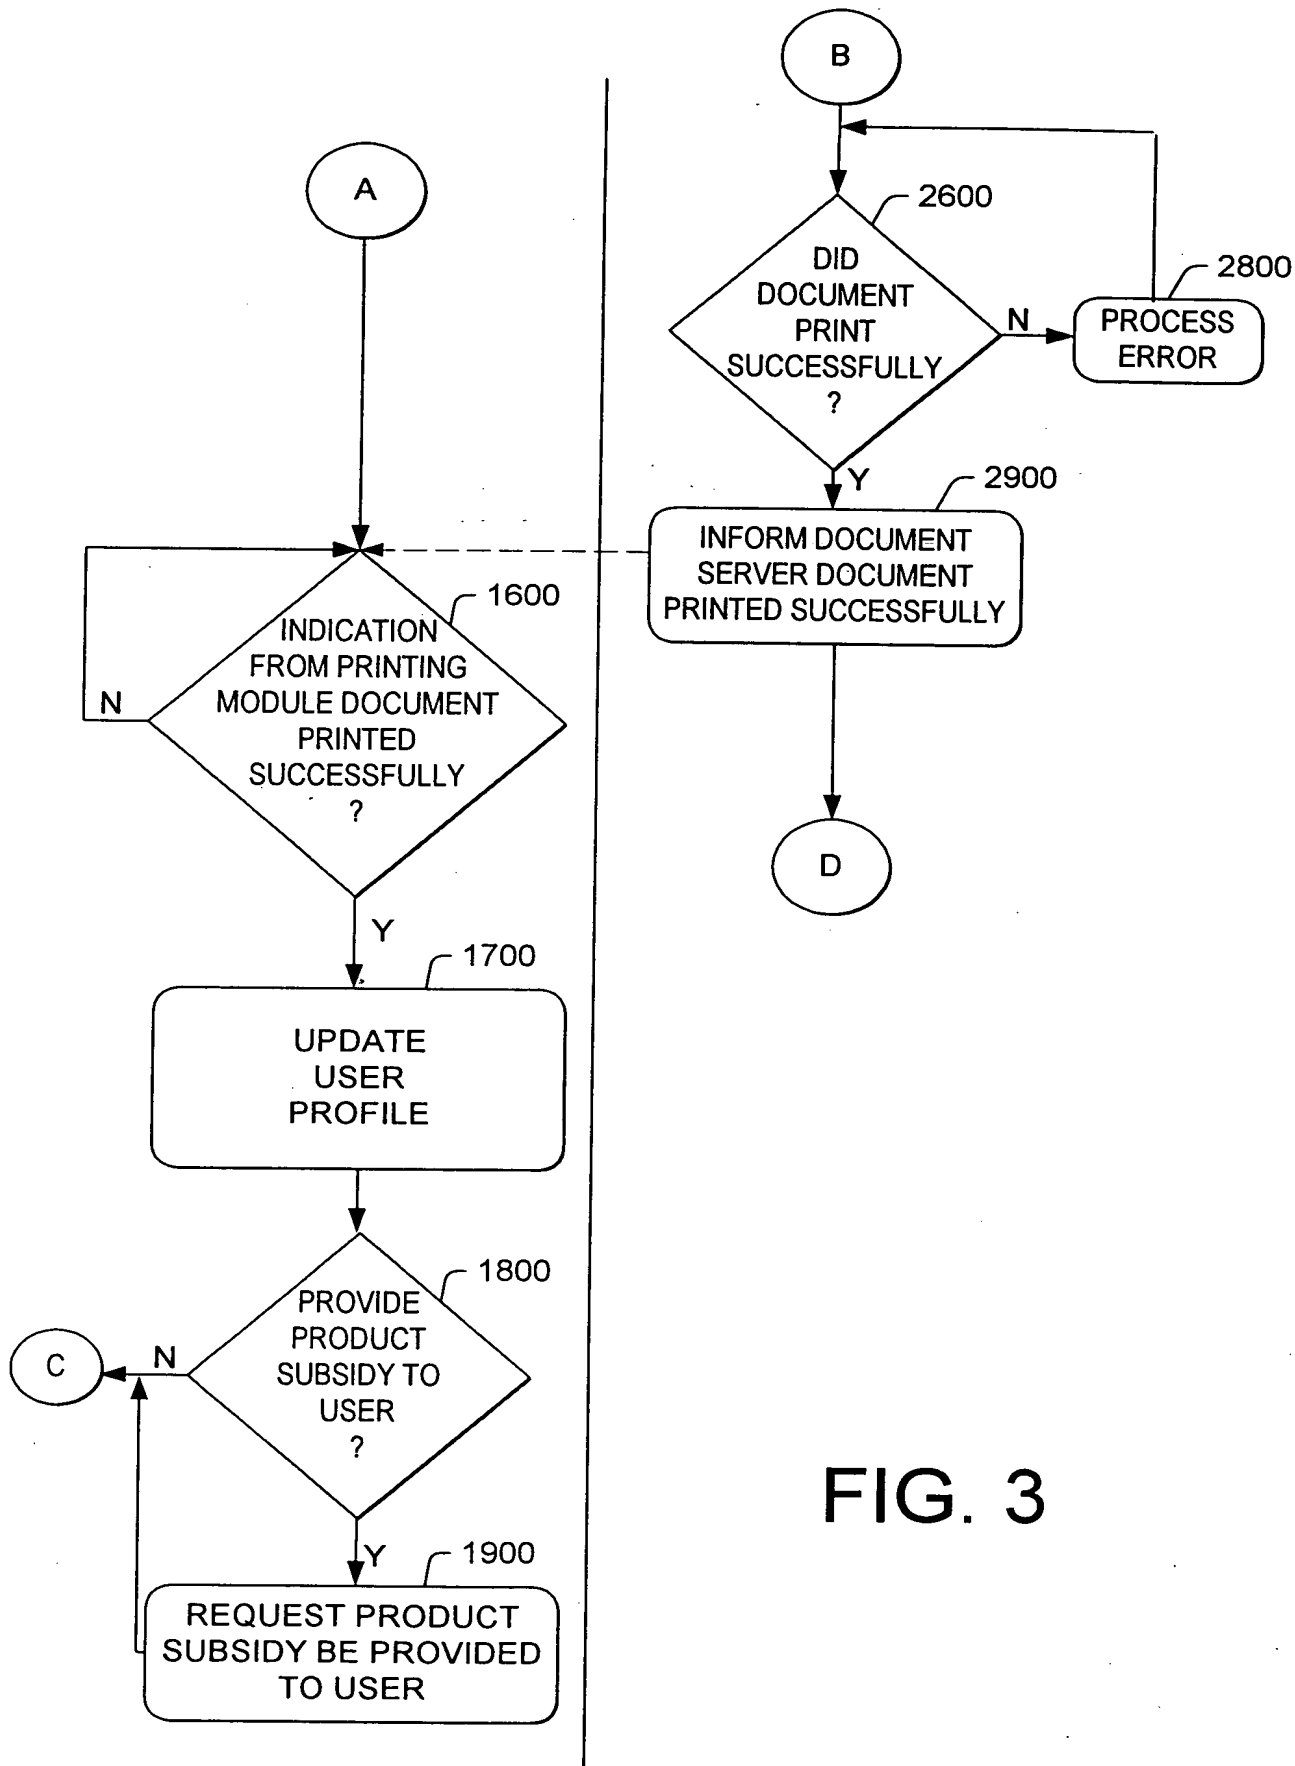 B
A
2600
DID
DOCUMENT
PRINT
SUCCESSFULLY
?
N
2800
PROCESS
ERROR
Y
2900
INFORM DOCUMENT
SERVER DOCUMENT
PRINTED SUCCESSFULLY
D
1600
INDICATION
FROM PRINTING
MODULE DOCUMENT
PRINTED
SUCCESSFULLY
?
N
Y
1700
UPDATE
USER
PROFILE
1800
PROVIDE
PRODUCT
SUBSIDY TO
USER
?
N
C
Y
1900
REQUEST PRODUCT
SUBSIDY BE PROVIDED
TO USER
FIG. 3